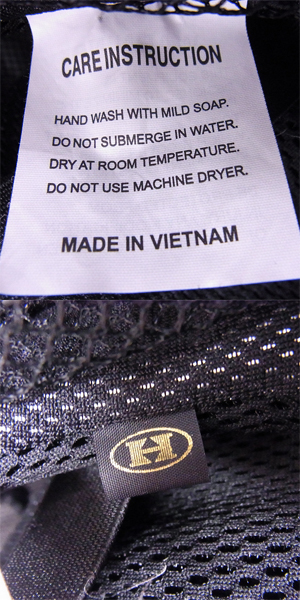 CARE INSTRUCTION
HAND WASH WITH MILD SOAP.
DO NOT SUBMERGE IN WATER.
DRY AT ROOM TEMPERATURE.
DO NOT USE MACHINE DRYER.
MADE IN VIETNAM
H